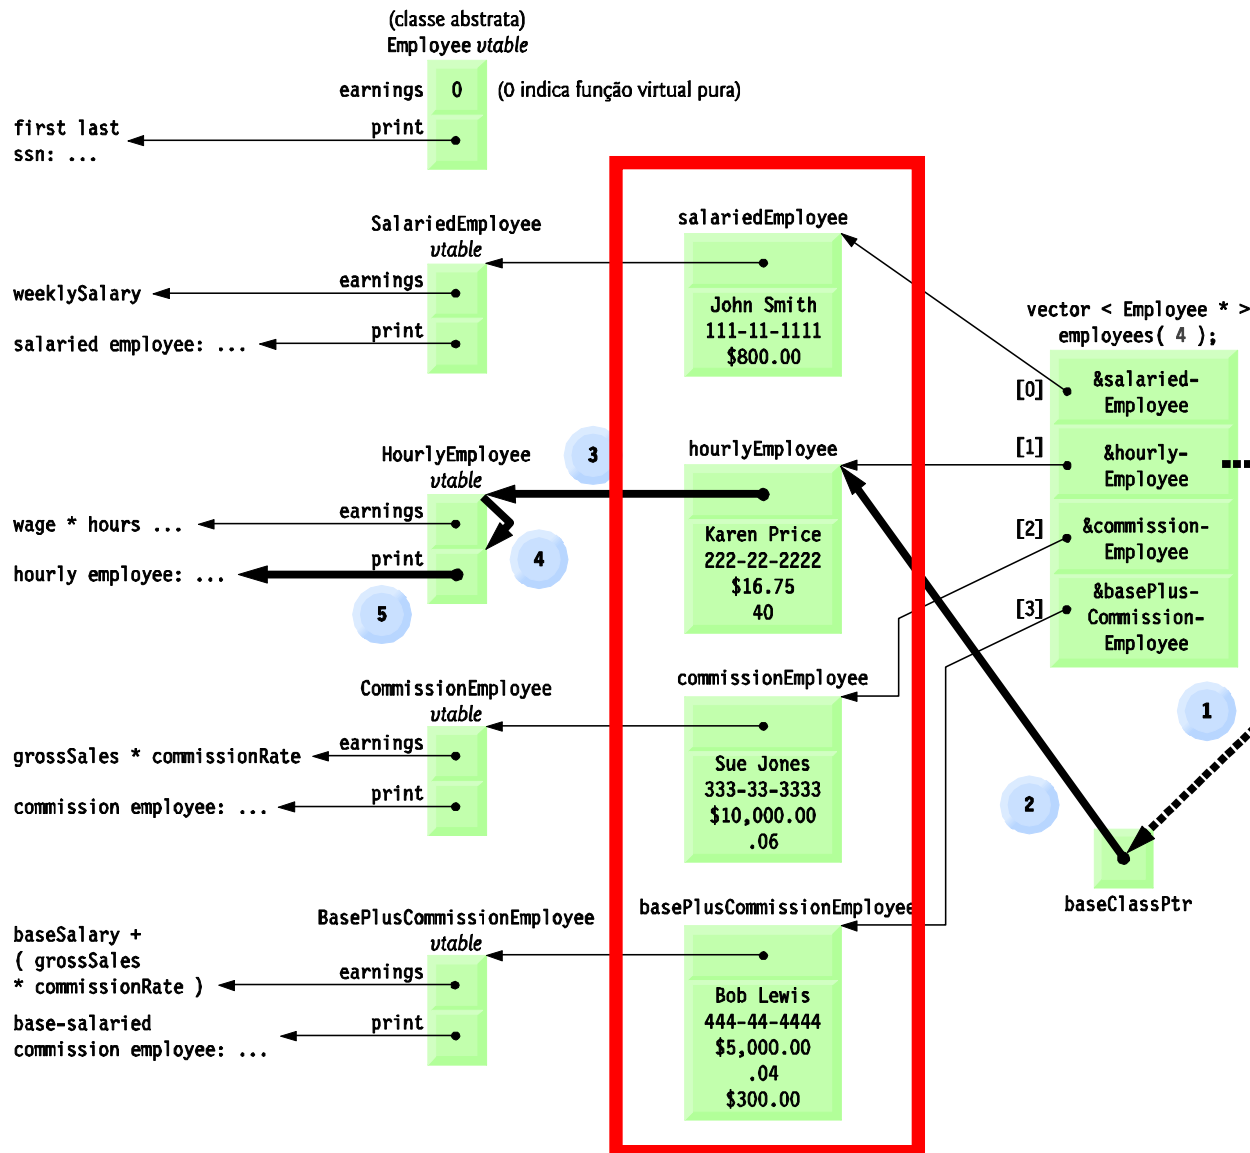 (classe abstrata)
Employee vtable
earnings
0
(0 indica função virtual pura)
print
first last
ssn: ...
SalariedEmployee
vtable
earnings
weeklySalary
print
salaried employee: ...
salariedEmployee
John Smith
111-11-1111
$800.00
vector < Employee * >
employees( 4 );
[0]
&salaried-
Employee
[1]
&hourly-
Employee
[2]
&commission-
Employee
[3]
&basePlus-
Commission-
Employee
HourlyEmployee
vtable
3
earnings
wage * hours ...
print
4
hourly employee: ...
5
hourlyEmployee
Karen Price
222-22-2222
$16.75
40
1
2
baseClassPtr
CommissionEmployee
vtable
earnings
grossSales * commissionRate
print
commission employee: ...
commissionEmployee
Sue Jones
333-33-3333
$10,000.00
.06
BasePlusCommissionEmployee
vtable
baseSalary +
( grossSales
* commissionRate )
earnings
base-salaried
commission employee: ...
print
basePlusCommissionEmployee
Bob Lewis
444-44-4444
$5,000.00
.04
$300.00